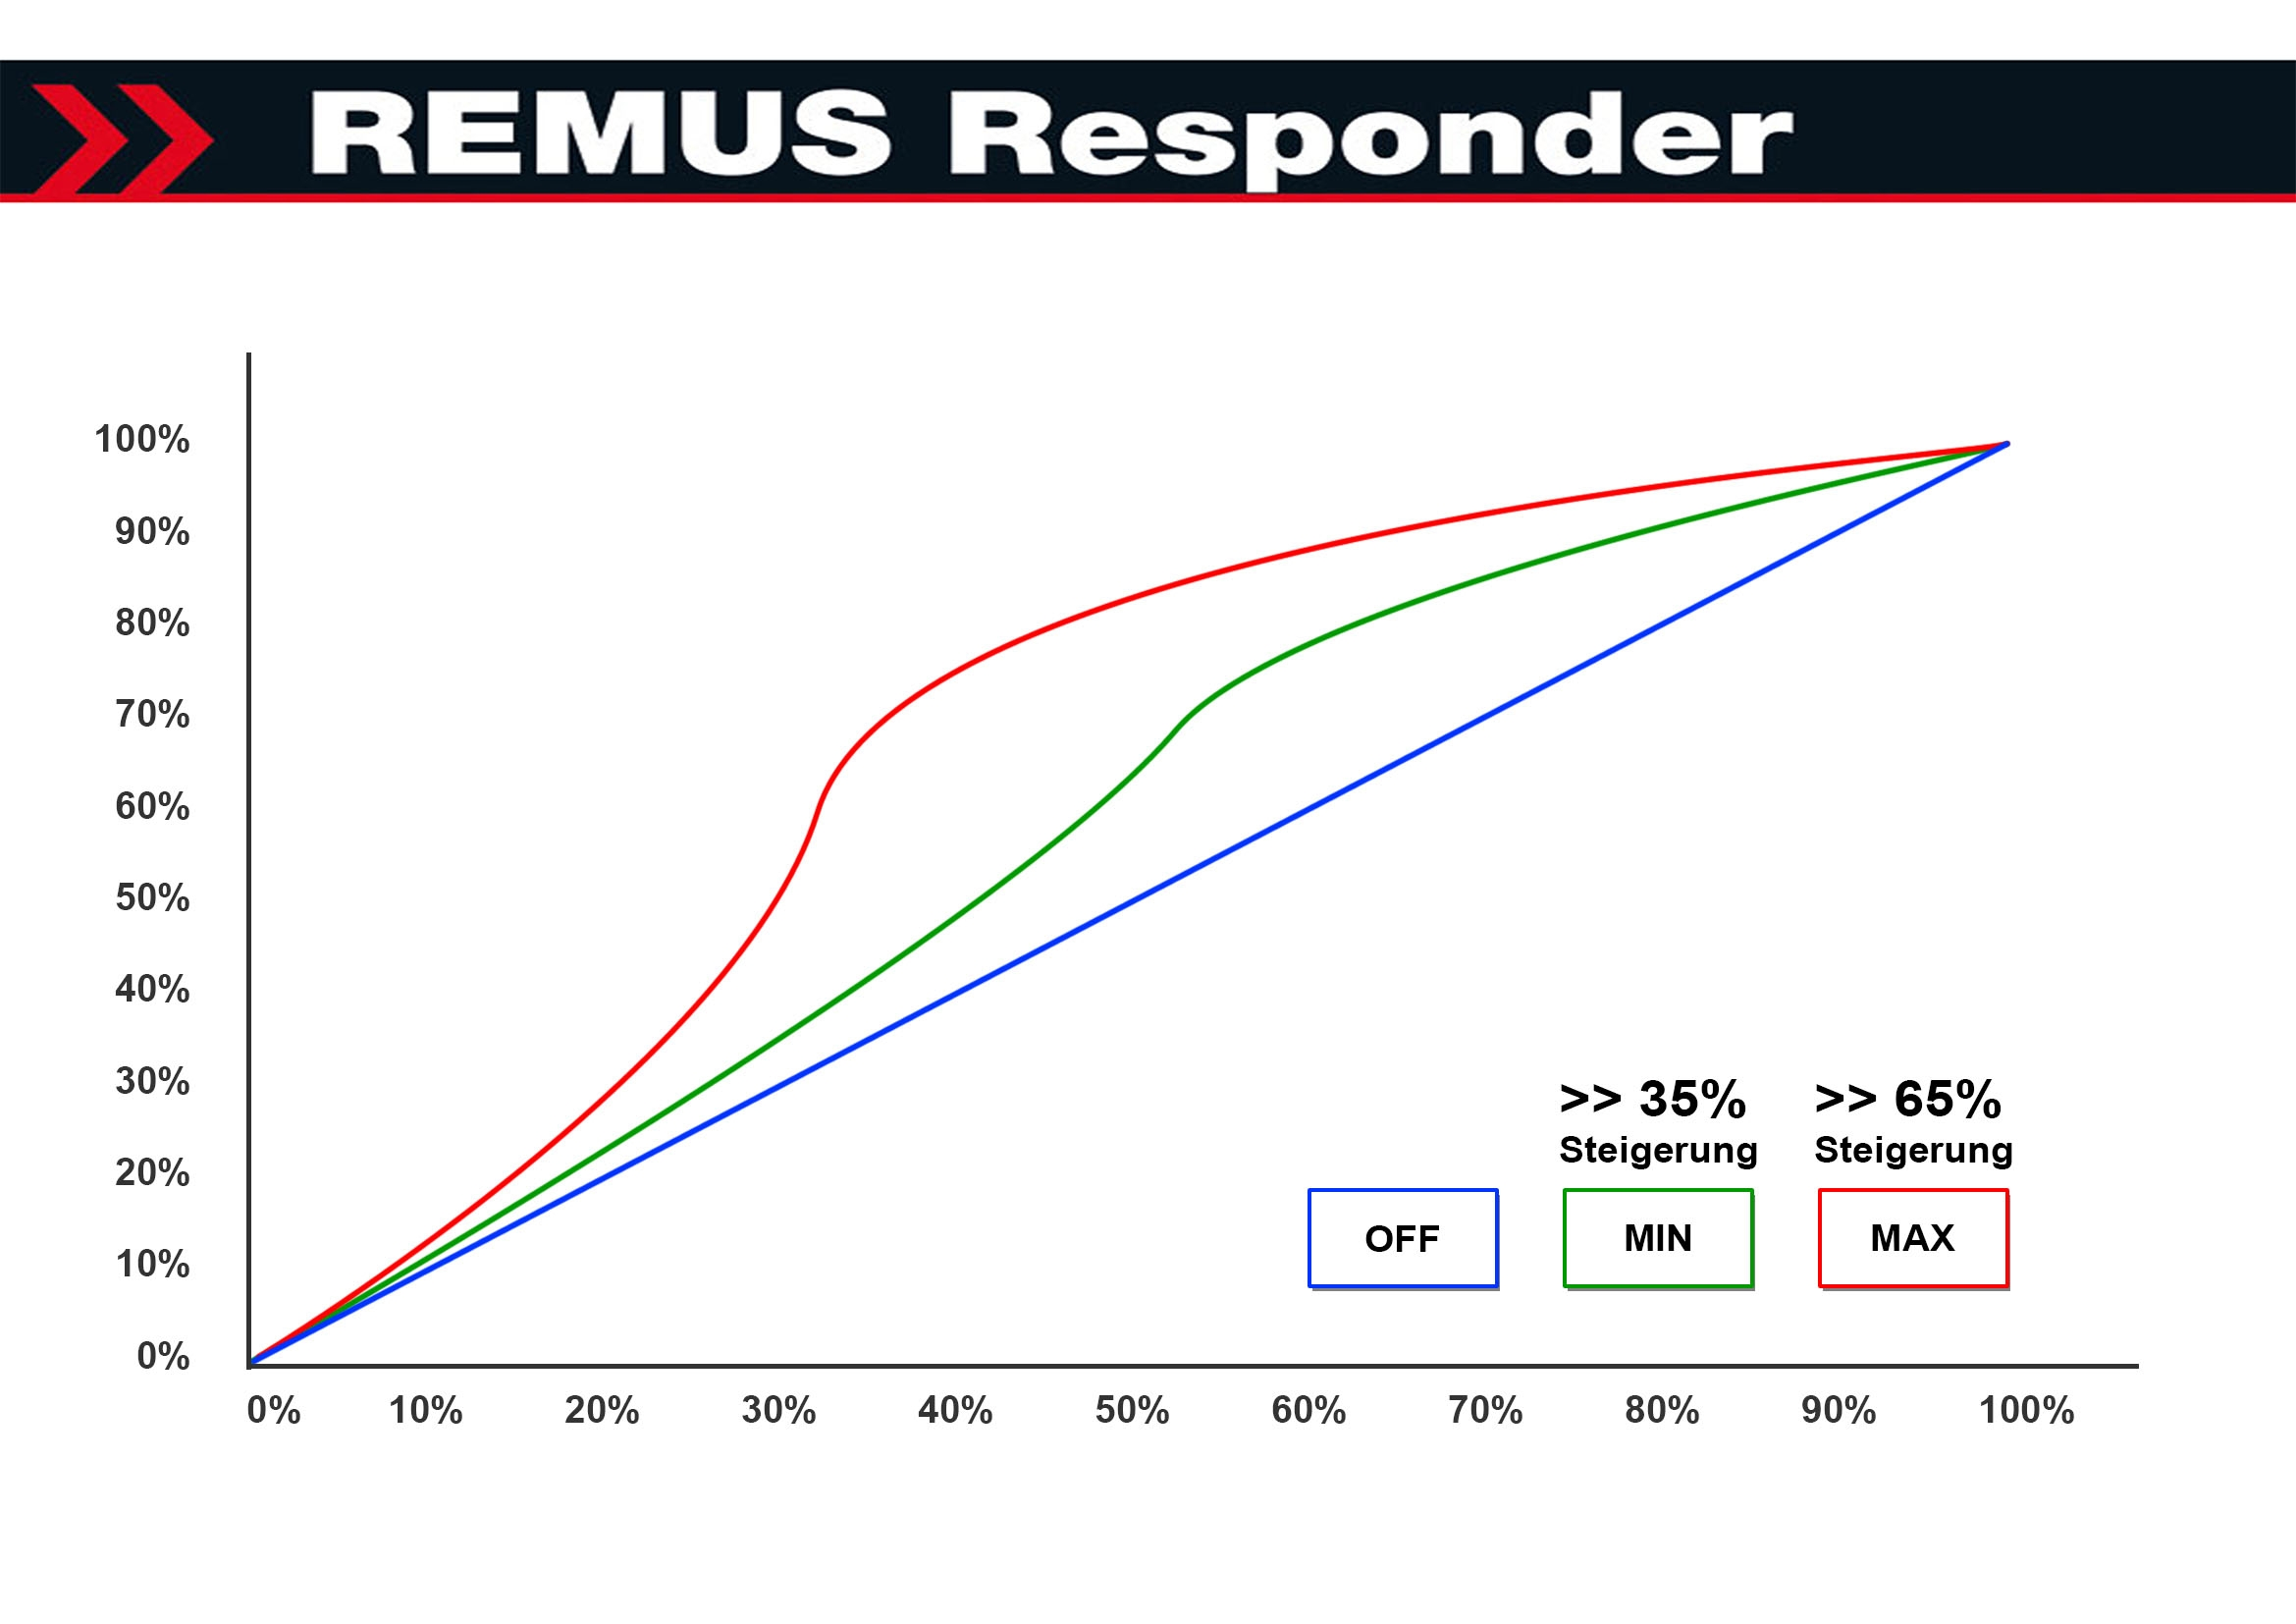 REMUS Responder
100%
90%
80%
70%
60%
50%
40%
30%
20%
10%
0%
>> 35% >> 65%
Steigerung Steigerung
OFF MIN MAX
0% 10% 20% 30% 40% 50% 60% 70% 80% 90% 100%